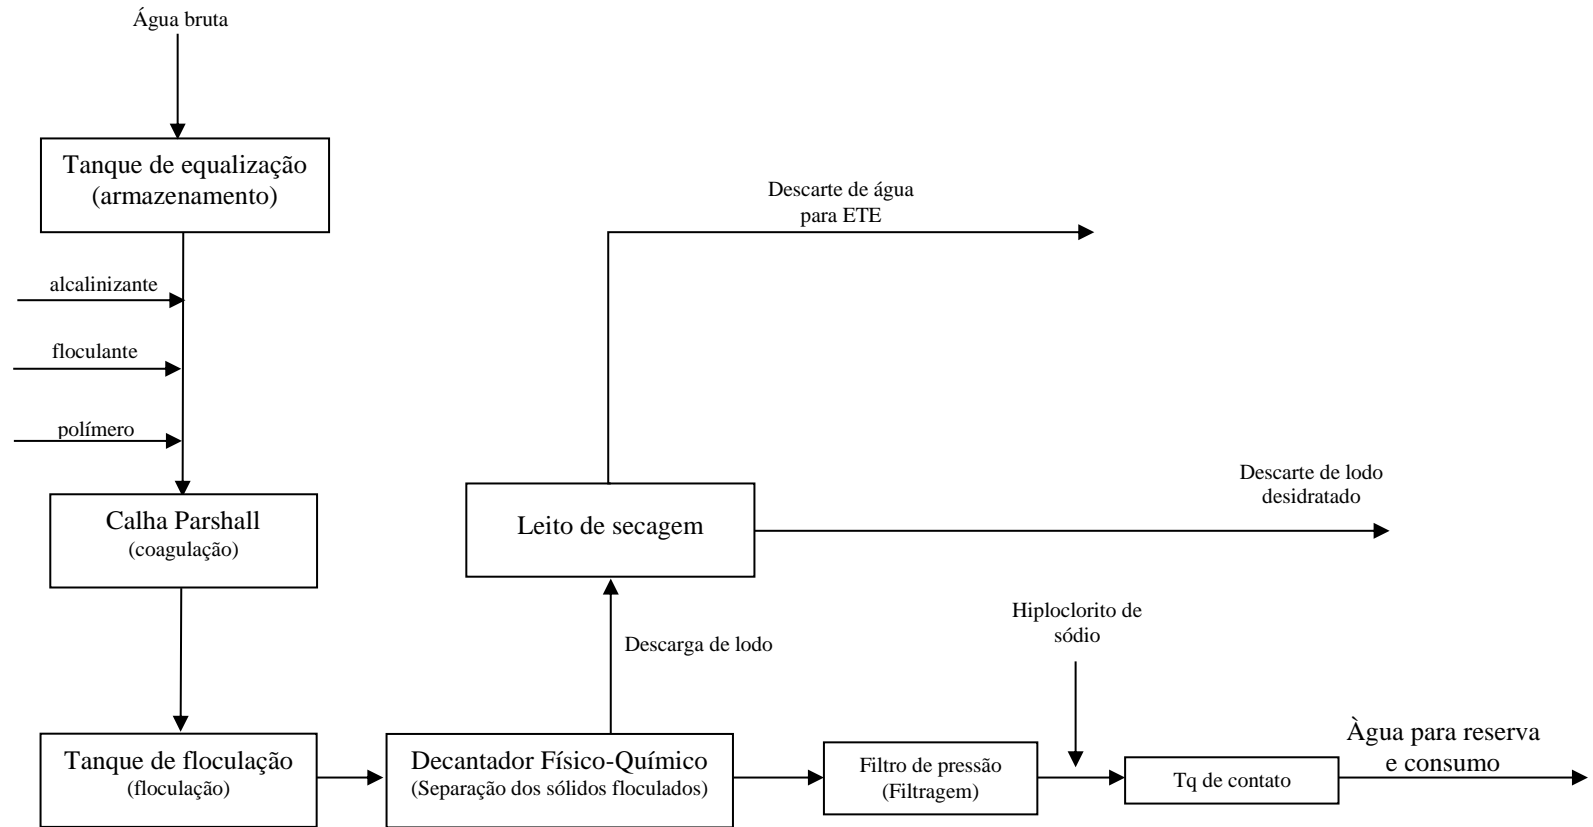 Água bruta
Tanque de equalização
(armazenamento)
Descarte de água
para ETE
alcalinizante
floculante
polímero
Descarte de lodo
desidratado
Calha Parshall
(coagulação)
Leito de secagem
Hiploclorito de
sódio
Descarga de lodo
Àgua para reserva
e consumo
Tanque de floculação
(floculação)
Decantador Físico-Químico
(Separação dos sólidos floculados)
Filtro de pressão
(Filtragem)
Tq de contato